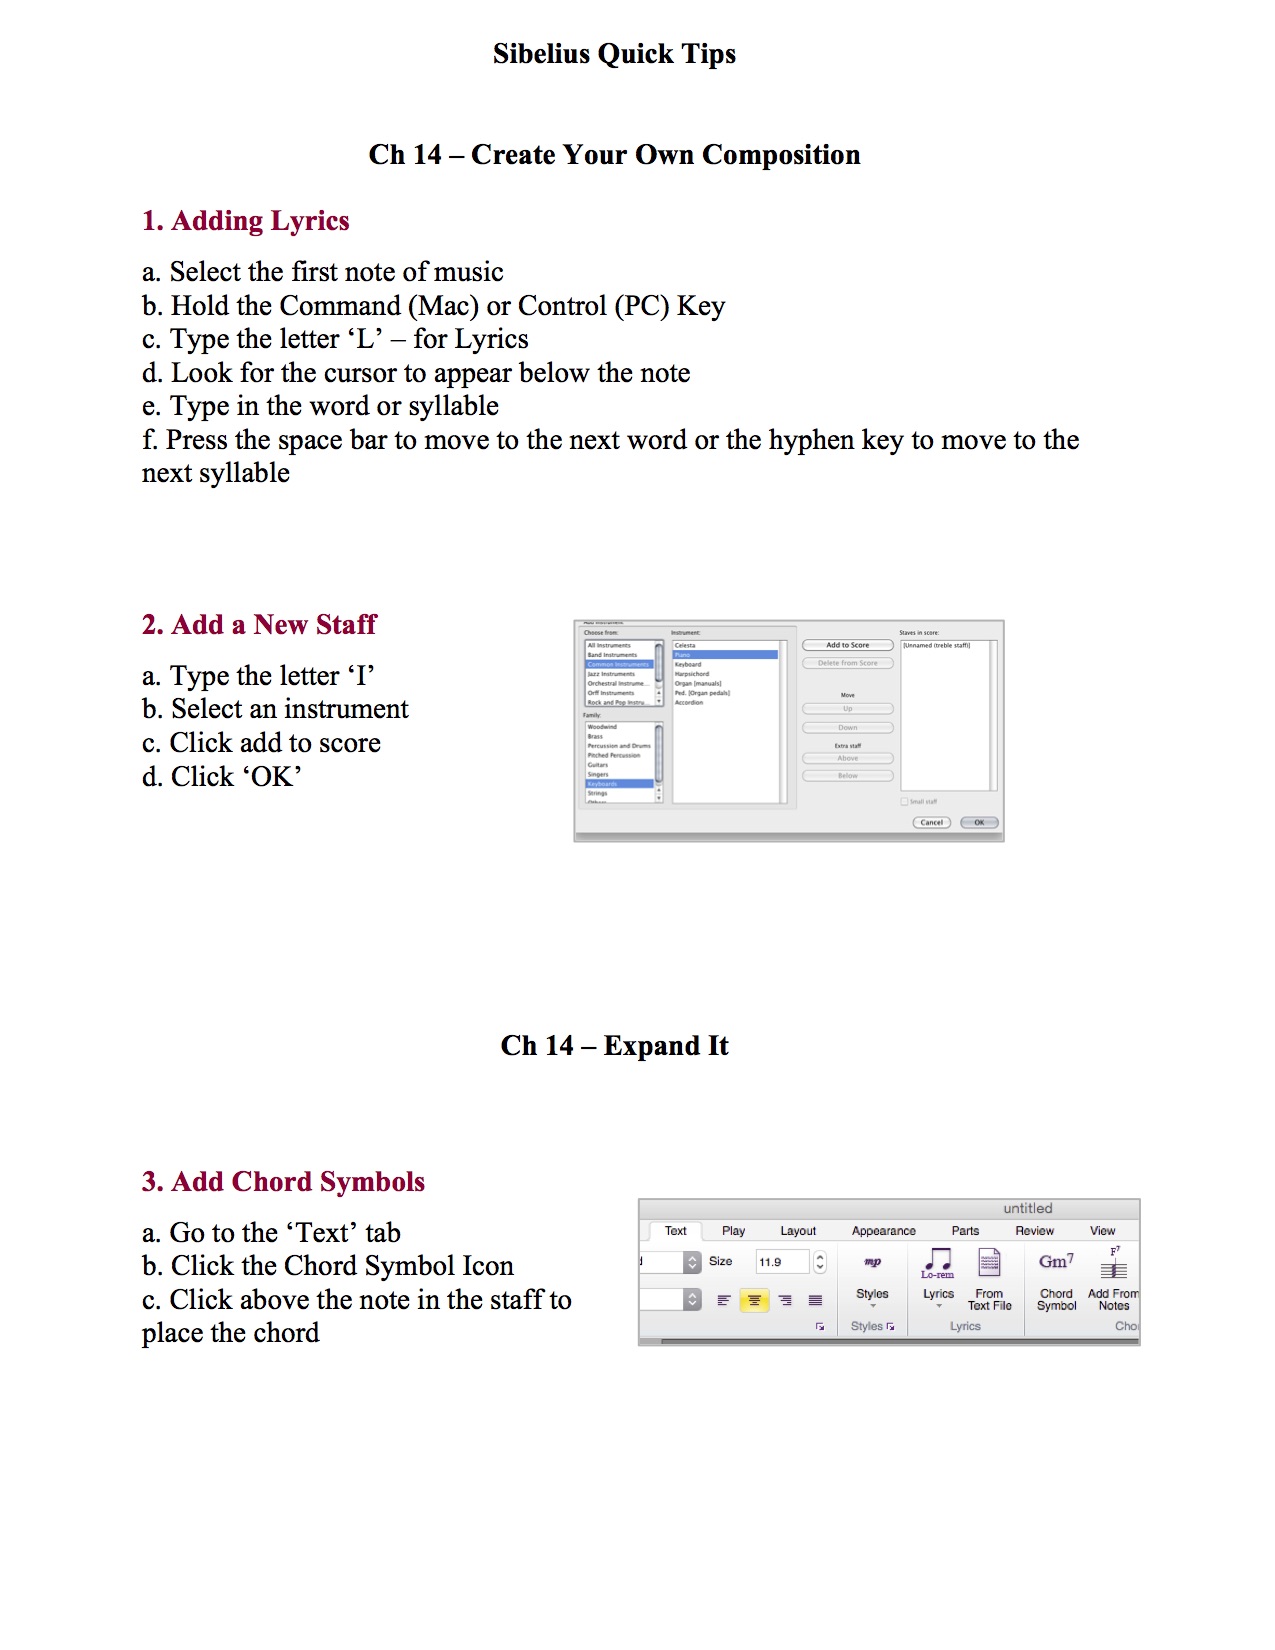 Sibelius Quick Tips
Ch 14 – Create Your Own Composition
1. Adding Lyrics
a. Select the first note of music
b. Hold the Command (Mac) or Control (PC) Key
c. Type the letter ‘L’ – for Lyrics
d. Look for the cursor to appear below the note
e. Type in the word or syllable
f. Press the space bar to move to the next word or the hyphen key to move to the
next syllable
2. Add a New Staff
a. Type the letter ‘I’
b. Select an instrument
c. Click add to score
d. Click ‘OK’
Choose from:
All Instruments
Band Instruments
Common Instruments
Jazz Instruments
Orchestral Instrume...
Orff Instruments
Rock and Pop Instru...
Family:
Woodwind
Brass
Percussion and Drums
Pitched Percussion
Guitars
Singers
Keyboards
Strings
Instrument:
Celesta
Piano
Keyboard
Harpsichord
Organ [manuals]
Ped. [Organ pedals]
Accordion
Add to Score
Delete from Score
Move
Up
Down
Extra staff
Above
Below
Staves in score:
[Unnamed (treble staff)]
Small staff
Cancel OK
Ch 14 – Expand It
3. Add Chord Symbols
a. Go to the ‘Text’ tab
b. Click the Chord Symbol Icon
c. Click above the note in the staff to
place the chord
untitled
Text Play Layout Appearance Parts Review View
Size 11.9 mp Lo-rem Gm7 F7
Styles Lyrics From Chord Add From
Text File Symbol Notes
Styles Lyrics Cho